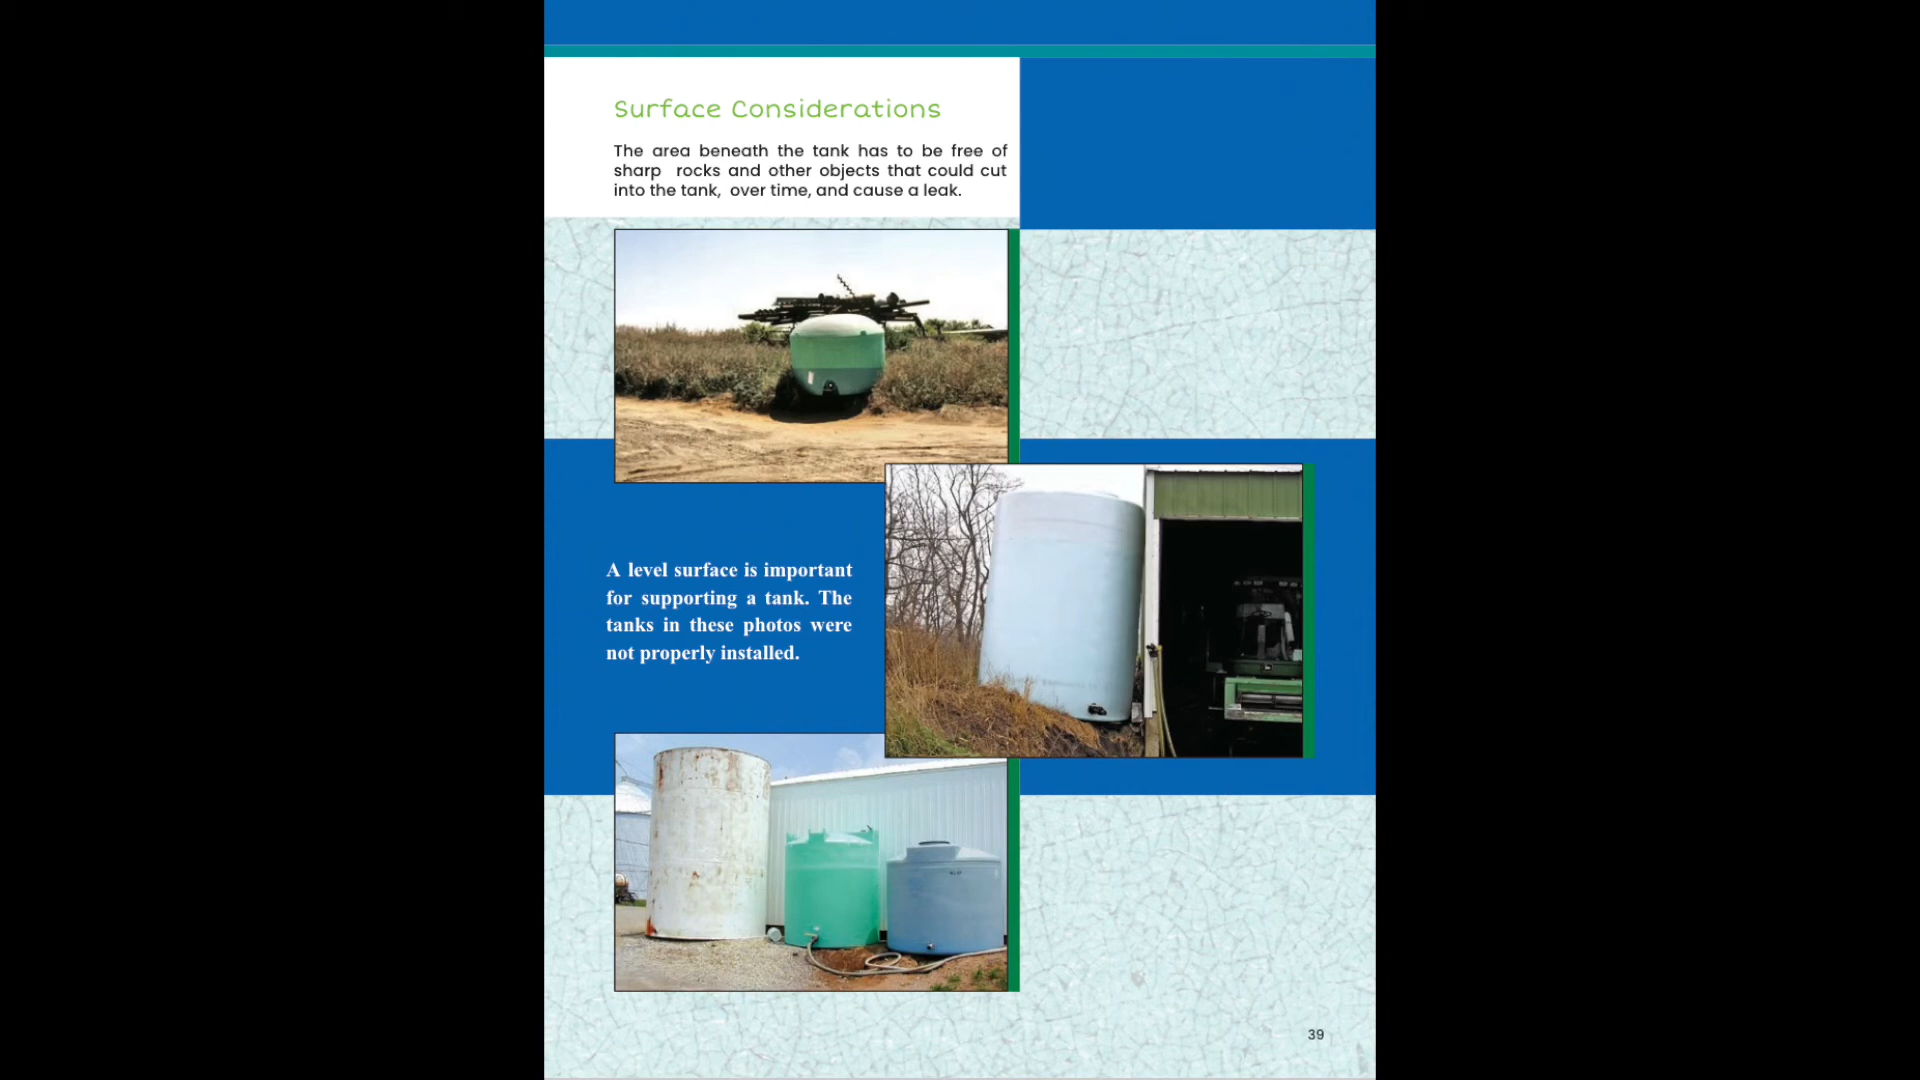 Surface Considerations
The area beneath the tank has to be free of
sharp rocks and other objects that could cut
into the tank, over time, and cause a leak.
A level surface is important
for supporting a tank. The
tanks in these photos were
not properly installed.
39